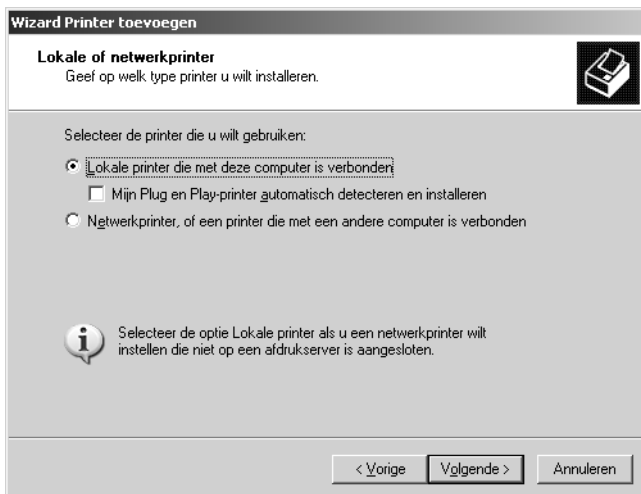 Wizard Printer toevoegen
Lokale of netwerkprinter
Geef op welk type printer u wilt installeren.
Selecteer de printer die u wilt gebruiken:
Lokale printer die met deze computer is verbonden
Mijn Plug en Play-printer automatisch detecteren en installeren
Netwerkprinter, of een printer die met een andere computer is verbonden
Selecteer de optie Lokale printer als u een netwerkprinter wilt
instellen die niet op een afdrukserver is aangesloten.
< Vorige
Volgende >
Annuleren